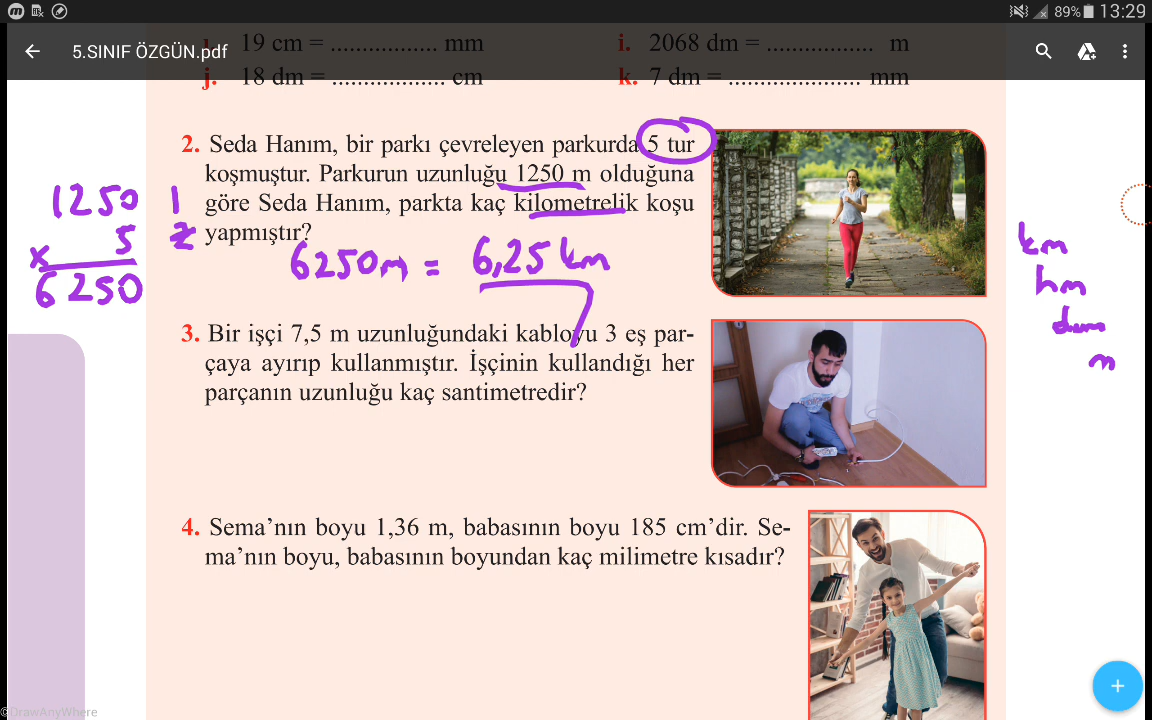 89% 13:29
5.SINIF ÖZGÜN.pdf
19 cm = ................. mm
i. 2068 dm = ................. m
j. 18 dm = .................. cm
k. 7 dm = ..................... mm
2. Seda Hanım, bir parkı çevreleyen parkurda 5 tur
koşmuştur. Parkurun uzunluğu 1250 m olduğuna
göre Seda Hanım, parkta kaç kilometrelik koşu
yapmıştır?
1250
x 5
6250
1
2
6250m = 6,25 km
km
hm
dam
m
3. Bir işçi 7,5 m uzunluğundaki kabloyu 3 eş par-
çaya ayırıp kullanmıştır. İşçinin kullandığı her
parçanın uzunluğu kaç santimetredir?
4. Sema’nın boyu 1,36 m, babasının boyu 185 cm’dir. Se-
ma’nın boyu, babasının boyundan kaç milimetre kısadır?
©DrawAnyWhere